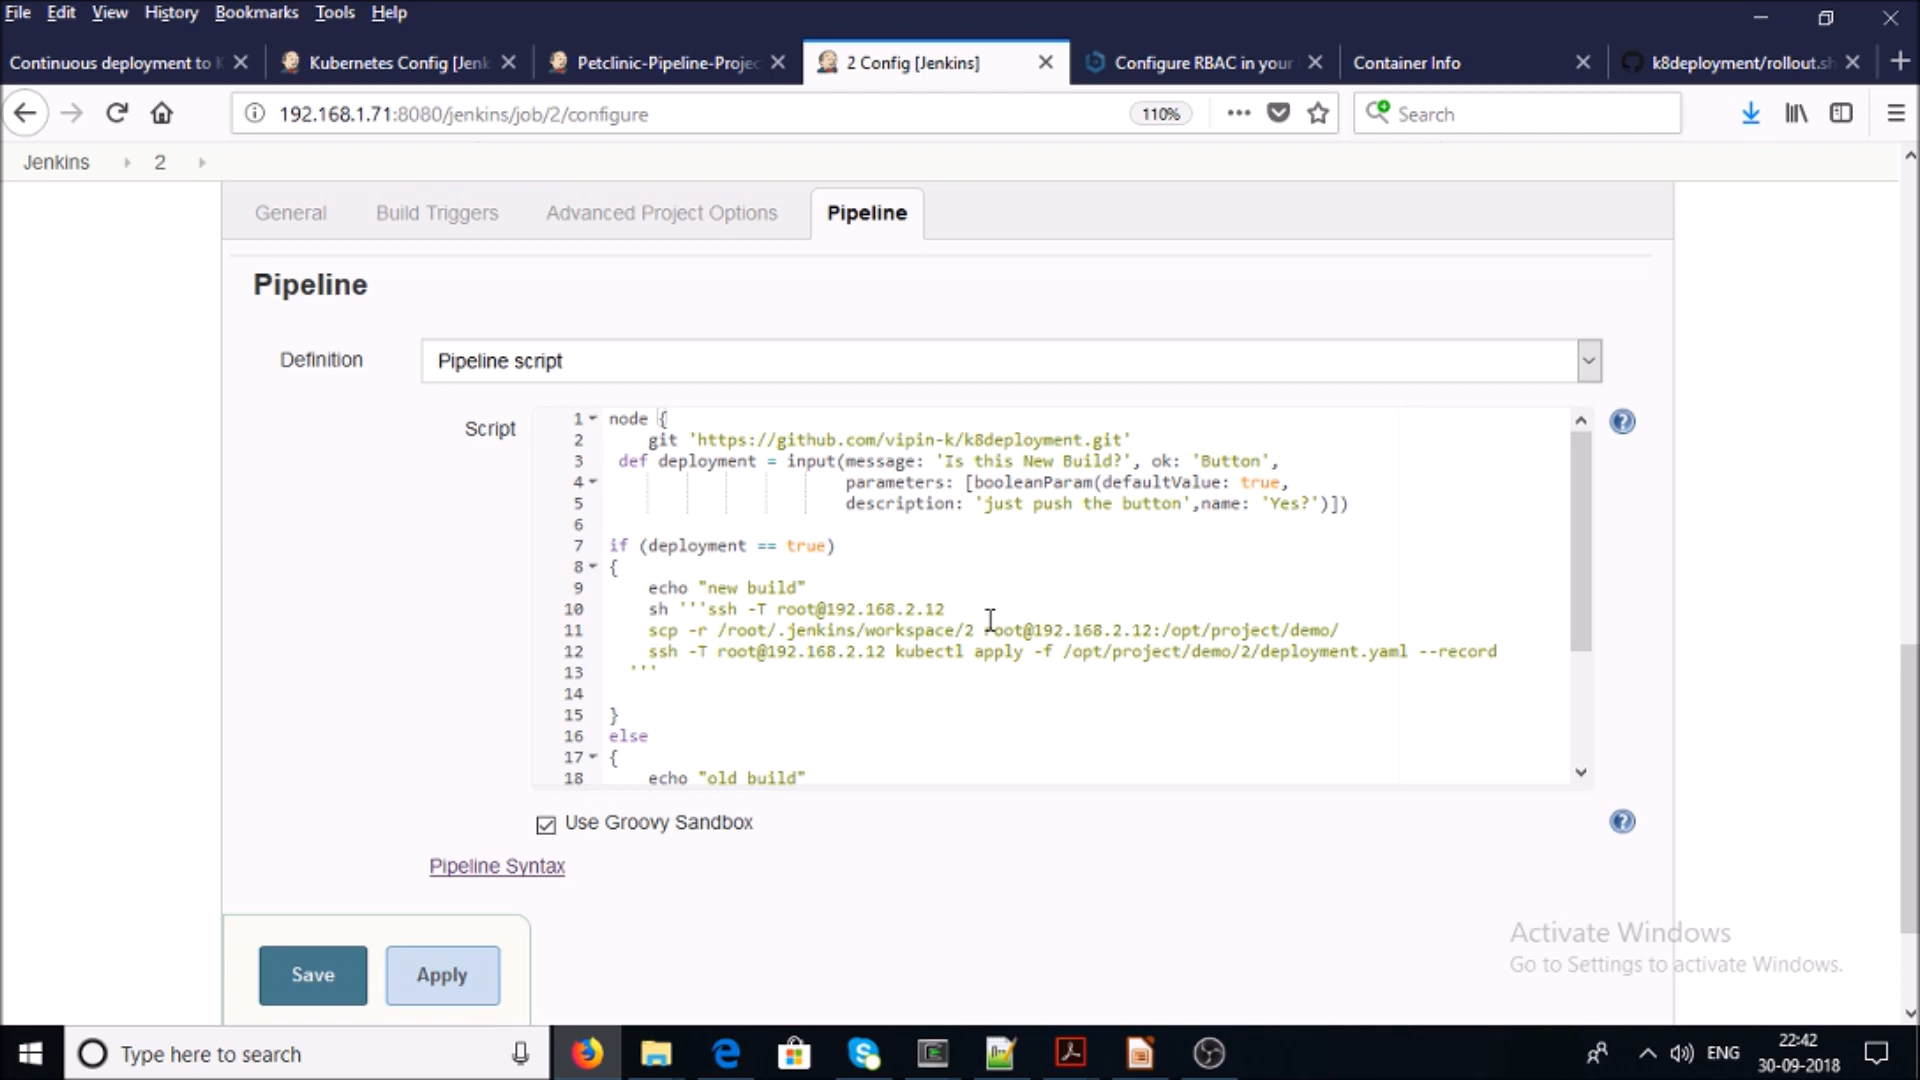 File Edit View History Bookmarks Tools Help
Continuous deployment to K
Kubernetes Config [Jenk
Petclinic-Pipeline-Projec
2 Config [Jenkins]
Configure RBAC in your
Container Info
k8deployment/rollout.sh
192.168.1.71:8080/jenkins/job/2/configure
110%
Search
Jenkins 2
General Build Triggers Advanced Project Options Pipeline
Pipeline
Definition Pipeline script
Script
1 node {
2 git 'https://github.com/vipin-k/k8deployment.git'
3 def deployment = input(message: 'Is this New Build?', ok: 'Button',
4 parameters: [booleanParam(defaultValue: true,
5 description: 'just push the button',name: 'Yes?')])
6
7 if (deployment == true)
8 {
9 echo "new build"
10 sh '''ssh -T root@192.168.2.12
11 scp -r /root/.jenkins/workspace/2 root@192.168.2.12:/opt/project/demo/
12 ssh -T root@192.168.2.12 kubectl apply -f /opt/project/demo/2/deployment.yaml --record
13 '''
14
15 }
16 else
17 {
18 echo "old build"
Use Groovy Sandbox
Pipeline Syntax
Save Apply
Activate Windows
Go to Settings to activate Windows.
Type here to search
ENG
22:42
30-09-2018